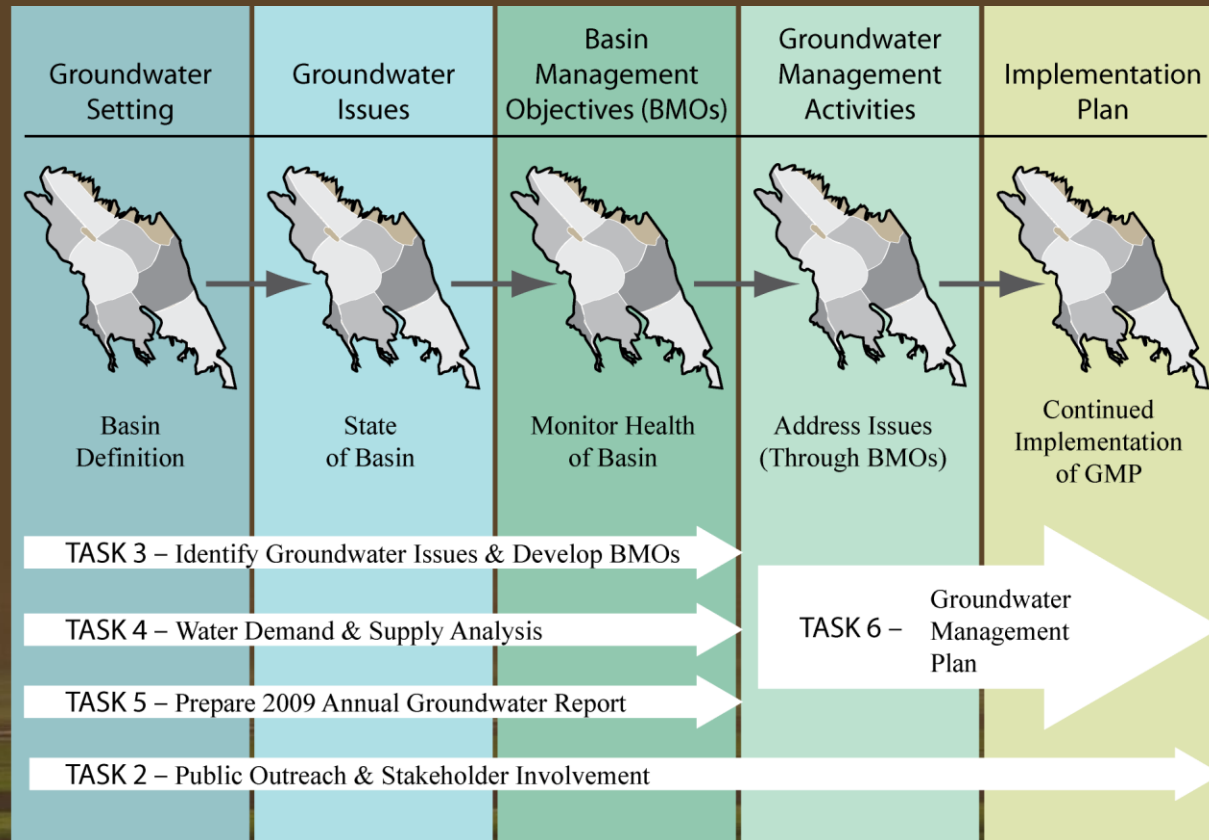 Groundwater
Setting
Groundwater
Issues
Basin
Management
Objectives (BMOs)
Groundwater
Management
Activities
Implementation
Plan
Basin
Definition
State
of Basin
Monitor Health
of Basin
Address Issues
(Through BMOs)
Continued
Implementation
of GMP
TASK 3 – Identify Groundwater Issues & Develop BMOs
TASK 4 – Water Demand & Supply Analysis
TASK 5 – Prepare 2009 Annual Groundwater Report
TASK 6 –
Groundwater
Management
Plan
TASK 2 – Public Outreach & Stakeholder Involvement